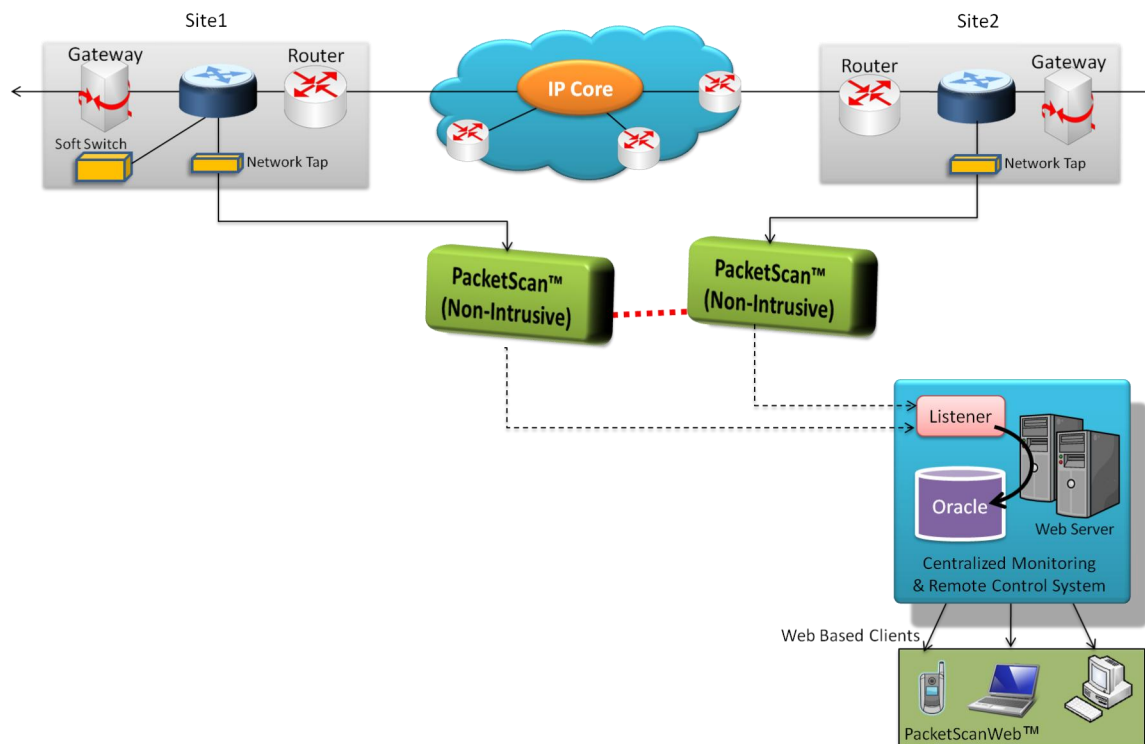 Site1
Site2
Gateway
Router
IP Core
Router
Gateway
Soft Switch
Network Tap
Network Tap
PacketScan™
(Non-Intrusive)
PacketScan™
(Non-Intrusive)
Listener
Oracle
Web Server
Centralized Monitoring
& Remote Control System
Web Based Clients
PacketScanWeb™